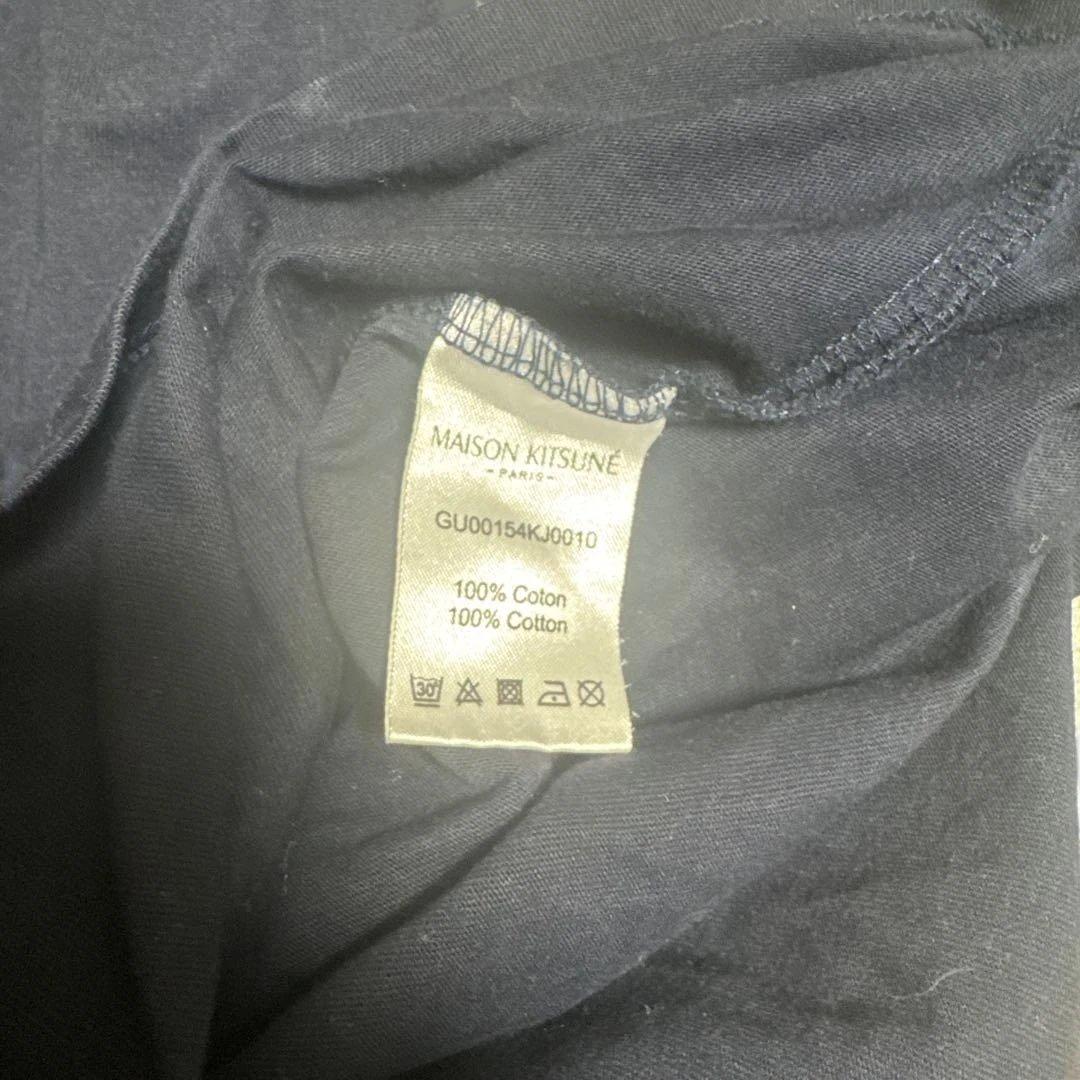 MAISON KITSUNÉ
-PARIS-
GU00154KJ0010
100% Coton
100% Cotton
30°